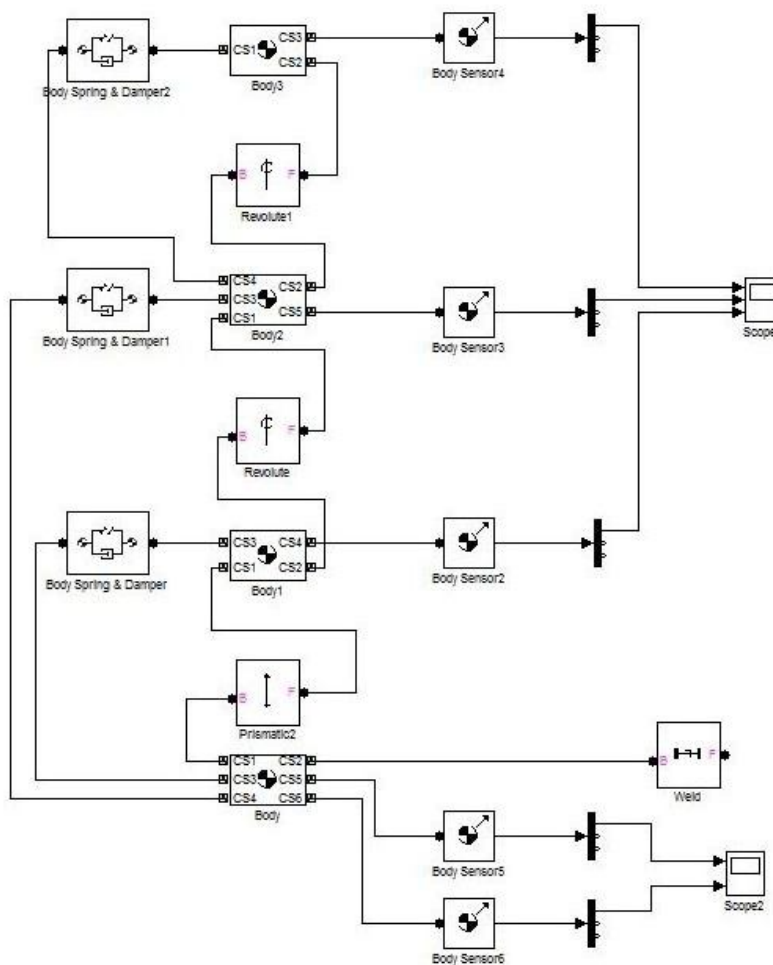 CS1
CS3
CS2
Body Spring & Damper2
Body3
Body Sensor4
B
F
Revolute1
CS4
CS3
CS1
CS2
CS5
Body Spring & Damper1
Body2
Body Sensor3
Scope
B
F
Revolute
CS3
CS1
CS4
CS2
Body Spring & Damper
Body1
Body Sensor2
B
F
Prismatic2
CS1
CS3
CS4
CS2
CS5
CS6
Body
B
F
Weld
Body Sensor5
Scope2
Body Sensor6